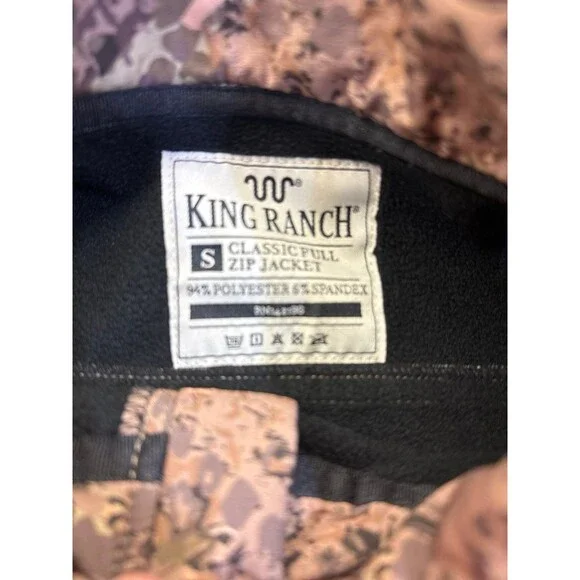 KING RANCH®
S CLASSIC FULL
ZIP JACKET
94% POLYESTER 6% SPANDEX